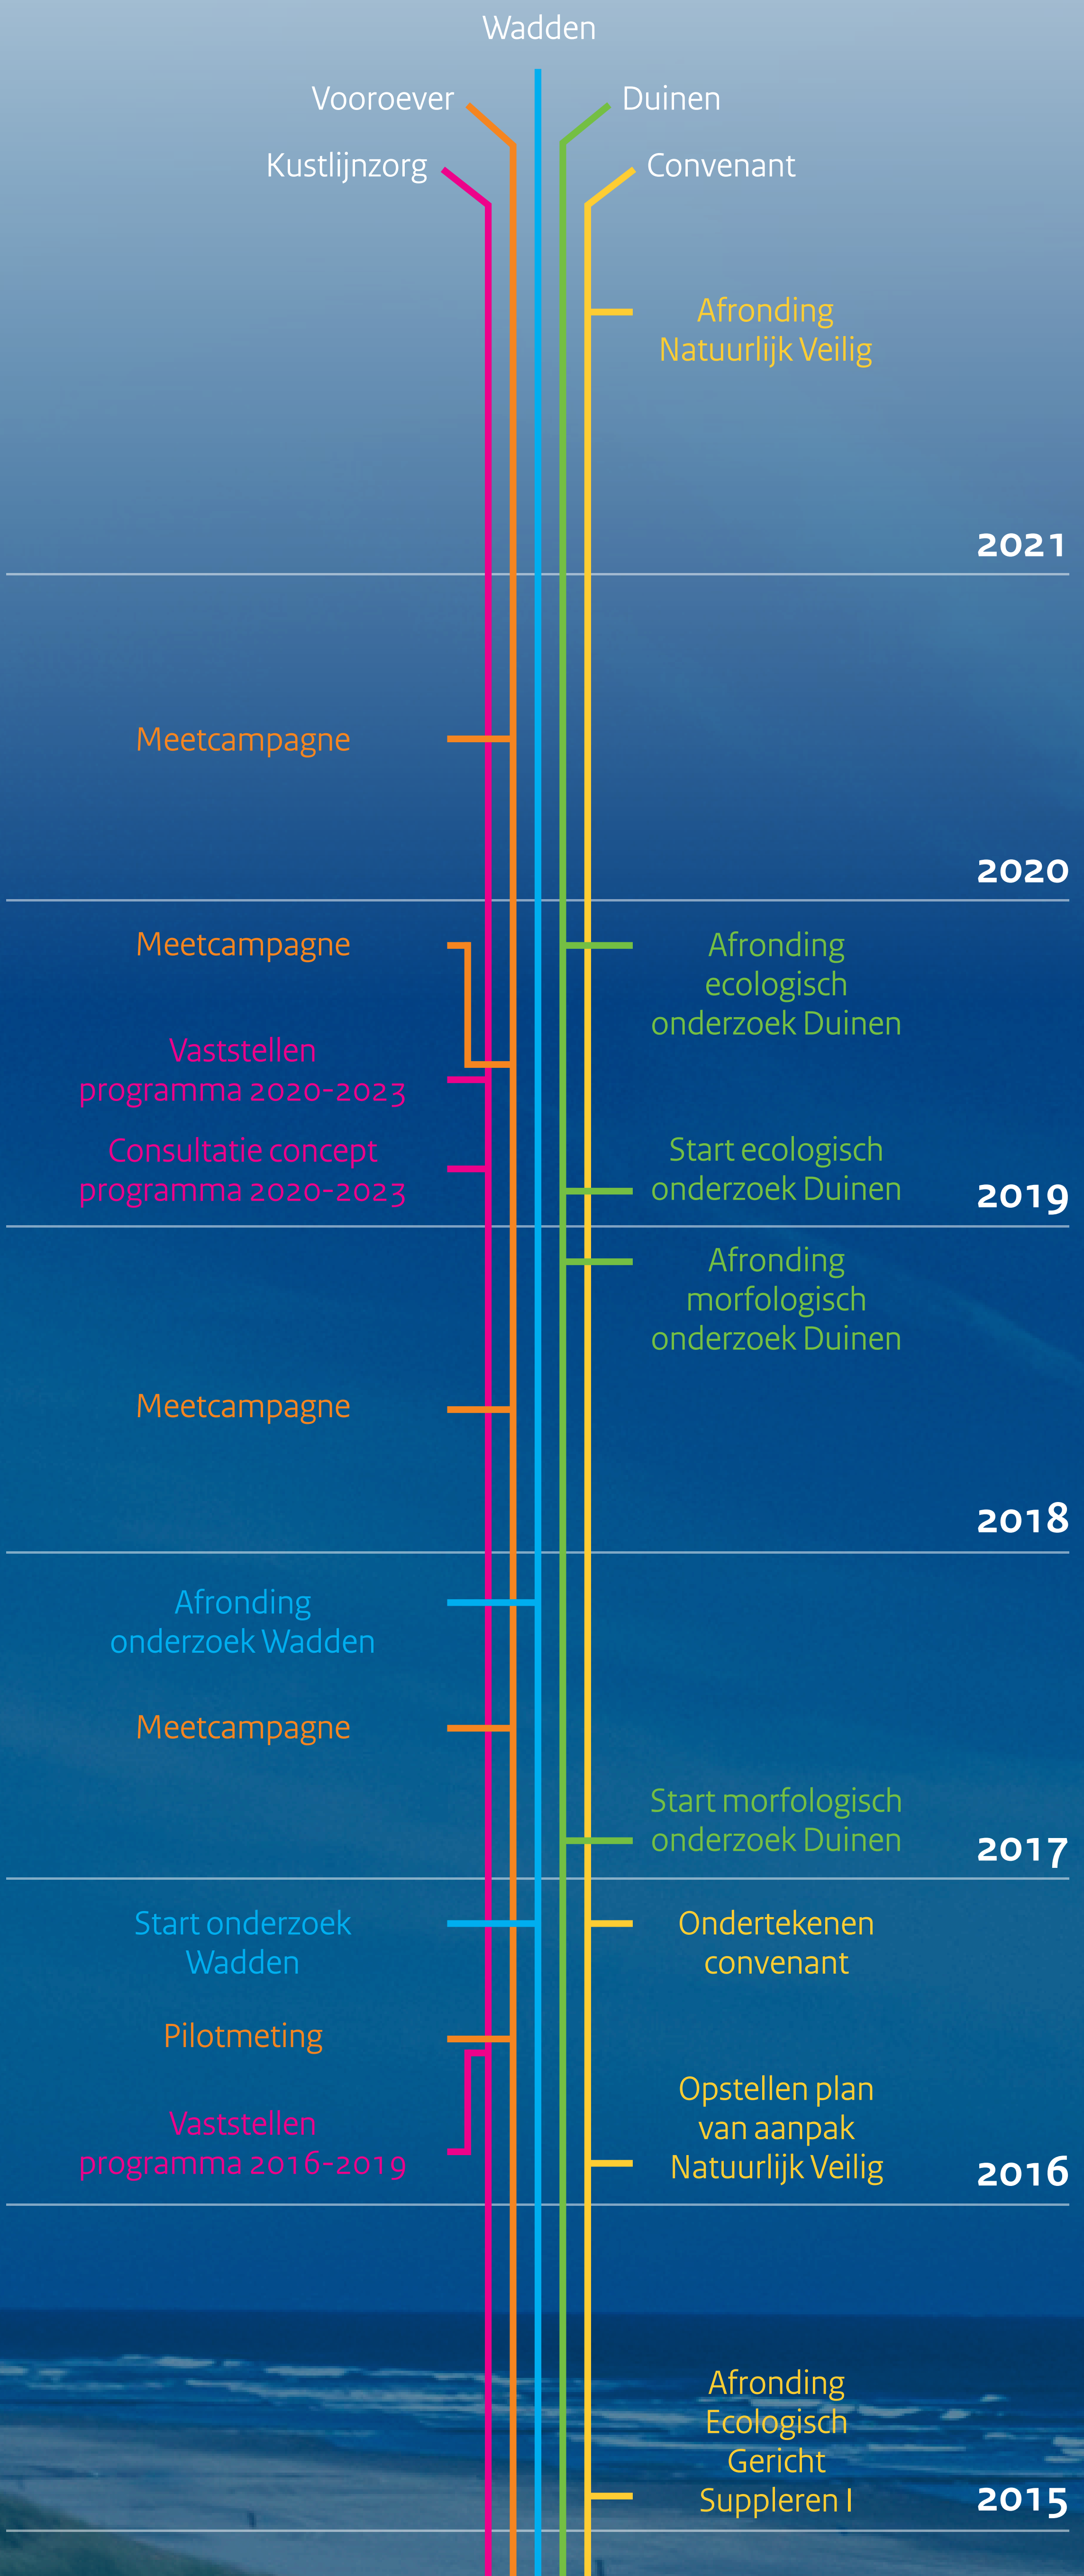 Wadden
Vooroever
Duinen
Kustlijnzorg
Convenant
Afronding
Natuurlijk Veilig
2021
Meetcampagne
2020
Meetcampagne
Afronding
ecologisch
onderzoek Duinen
Vaststellen
programma 2020-2023
Consultatie concept
programma 2020-2023
Start ecologisch
onderzoek Duinen
2019
Afronding
morfologisch
onderzoek Duinen
Meetcampagne
2018
Afronding
onderzoek Wadden
Meetcampagne
Start morfologisch
onderzoek Duinen
2017
Start onderzoek
Wadden
Ondertekenen
convenant
Pilotmeting
Opstellen plan
van aanpak
Natuurlijk Veilig
Vaststellen
programma 2016-2019
2016
Afronding
Ecologisch
Gericht
Suppleren I
2015